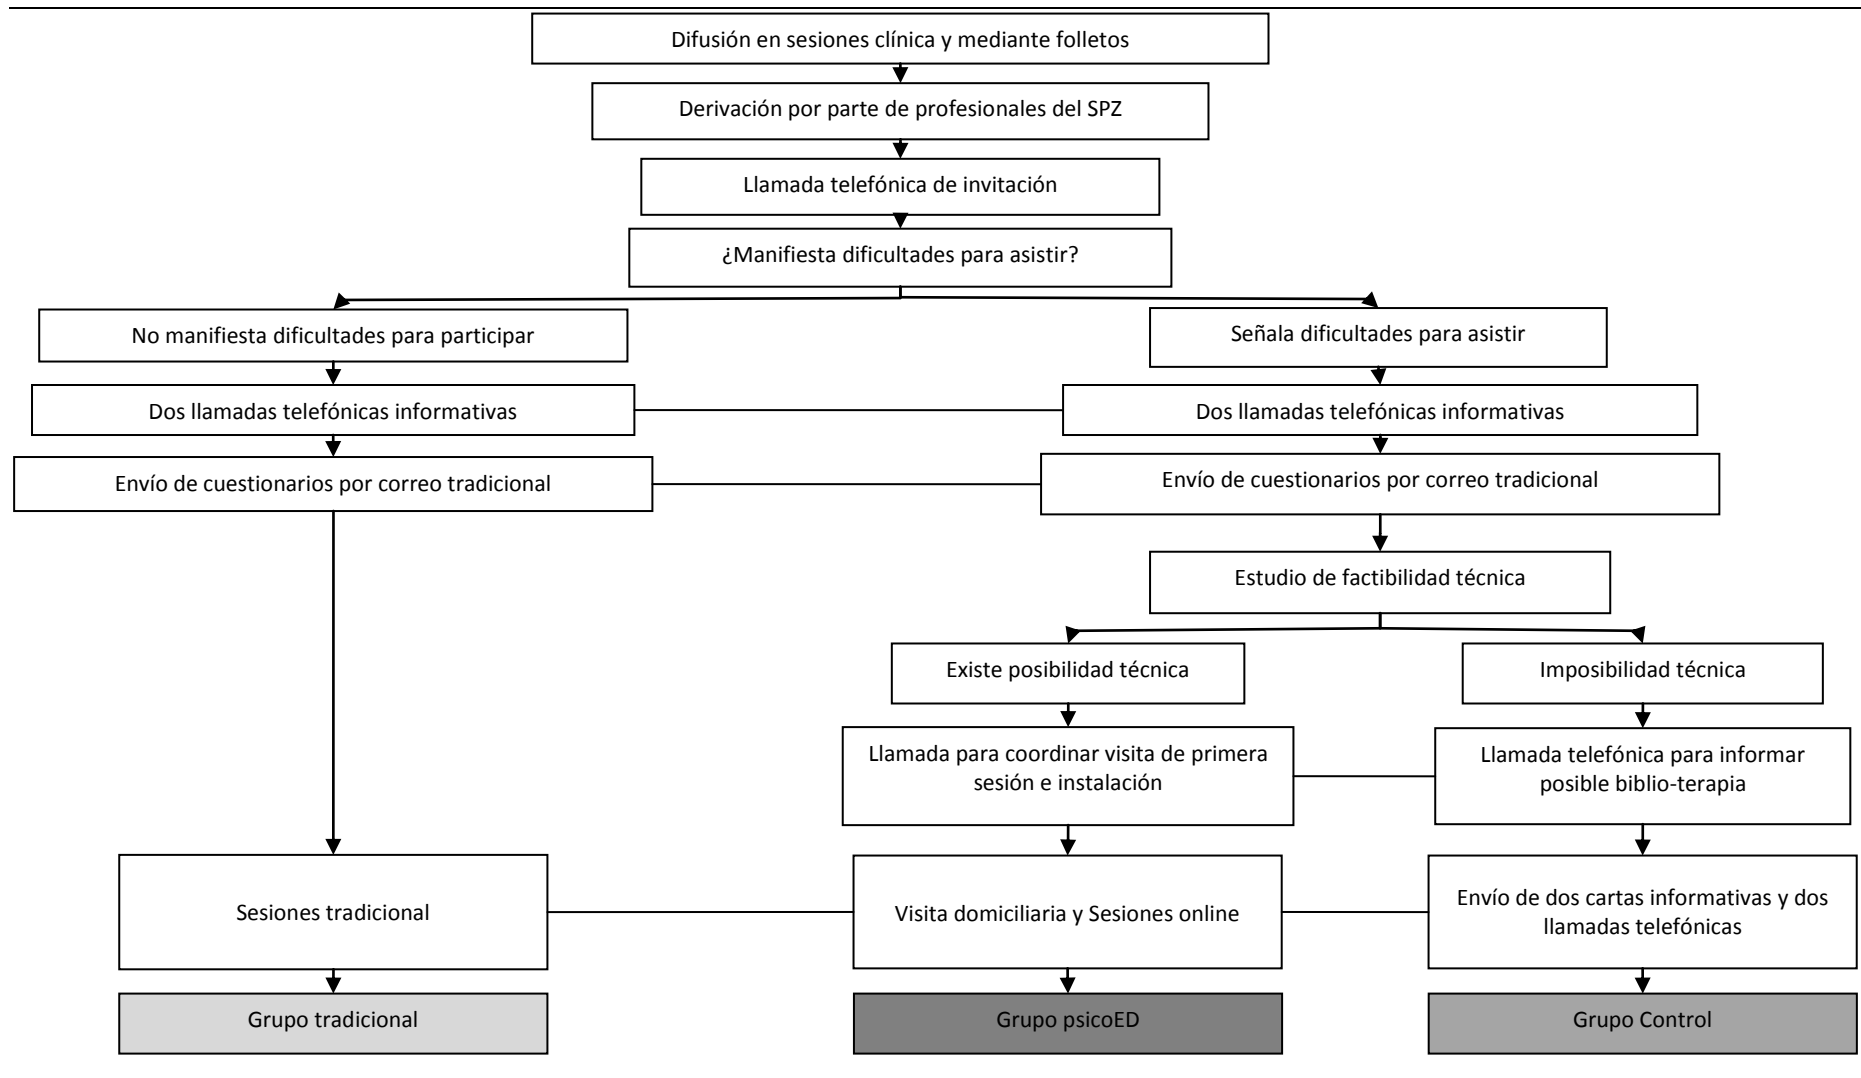 Difusión en sesiones clínica y mediante folletos
Derivación por parte de profesionales del SPZ
Llamada telefónica de invitación
¿Manifiesta dificultades para asistir?
No manifiesta dificultades para participar
Señala dificultades para asistir
Dos llamadas telefónicas informativas
Dos llamadas telefónicas informativas
Envío de cuestionarios por correo tradicional
Envío de cuestionarios por correo tradicional
Estudio de factibilidad técnica
Existe posibilidad técnica
Imposibilidad técnica
Llamada para coordinar visita de primera
sesión e instalación
Llamada telefónica para informar
posible biblio-terapia
Sesiones tradicional
Visita domiciliaria y Sesiones online
Envío de dos cartas informativas y dos
llamadas telefónicas
Grupo tradicional
Grupo psicoED
Grupo Control